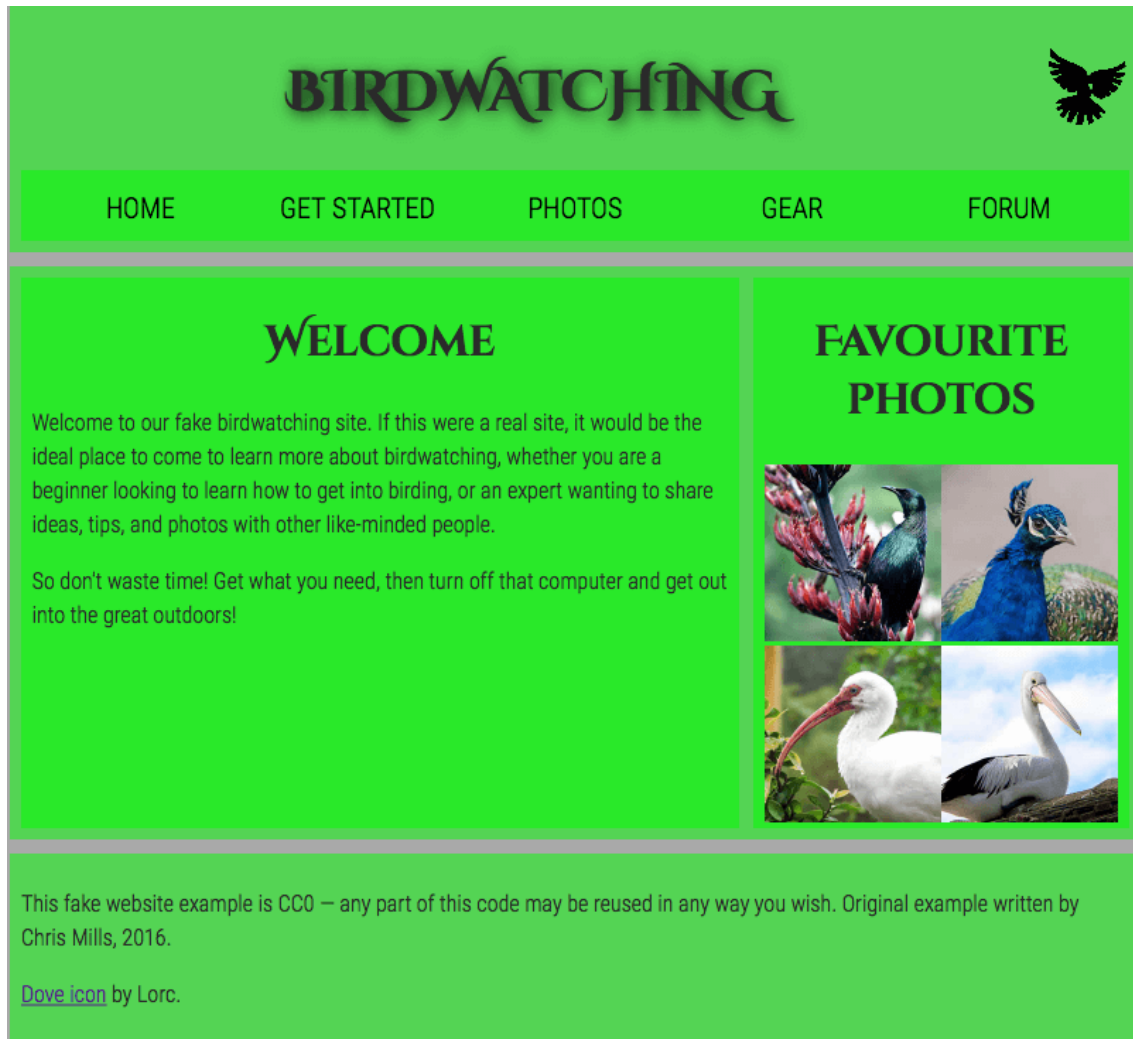 BIRDWATCHING
HOME GET STARTED PHOTOS GEAR FORUM
WELCOME
Welcome to our fake birdwatching site. If this were a real site, it would be the
ideal place to come to learn more about birdwatching, whether you are a
beginner looking to learn how to get into birding, or an expert wanting to share
ideas, tips, and photos with other like-minded people.
So don't waste time! Get what you need, then turn off that computer and get out
into the great outdoors!
FAVOURITE
PHOTOS
This fake website example is CC0 — any part of this code may be reused in any way you wish. Original example written by
Chris Mills, 2016.
Dove icon by Lorc.